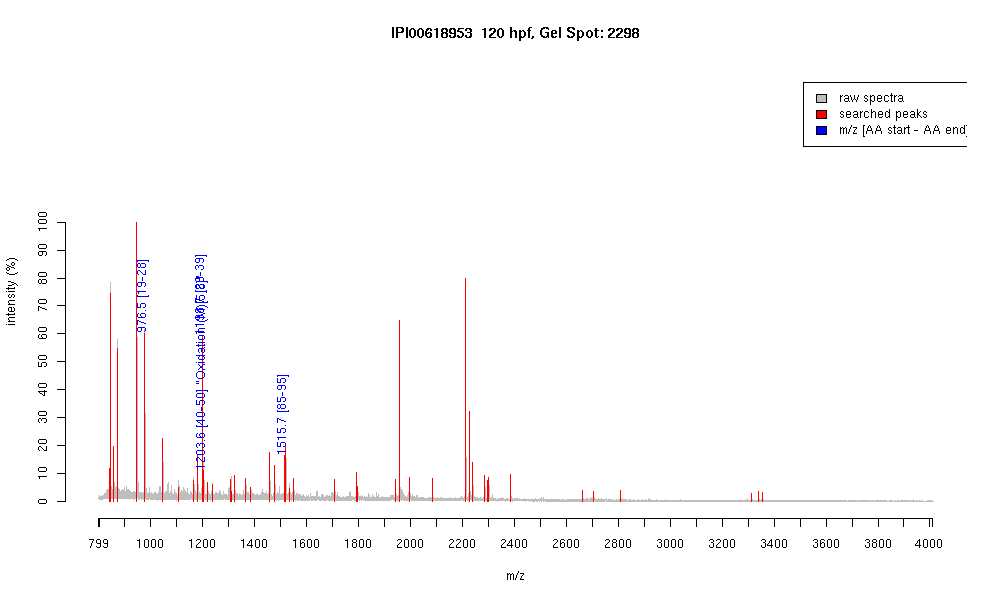 IPI00618953 120 hpf, Gel Spot: 2298
raw spectra
searched peaks
m/z [AA start - AA end]
intensity (%)
100
90
80
70
60
50
40
30
20
10
0
976.5 [19-28]
1203.6 [40-50] "Oxidation (M)"
1515.7 [85-95]
799 1000 1200 1400 1600 1800 2000 2200 2400 2600 2800 3000 3200 3400 3600 3800 4000
m/z